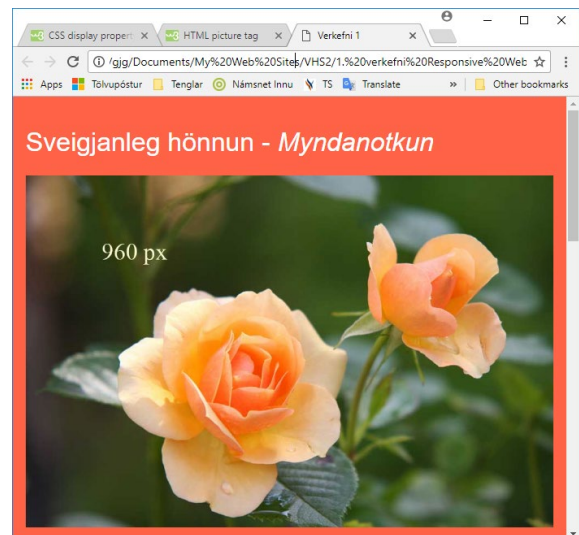 CSS display propert
HTML picture tag
Verkefni 1
/gjg/Documents/My%20Web%20Sites/VHS2/1.%20verkefni%20Responsive%20Web
Apps Tölvupóstur Tenglar Námsnet Innu TS Translate » Other bookmarks
Sveigjanleg hönnun - Myndanotkun
960 px